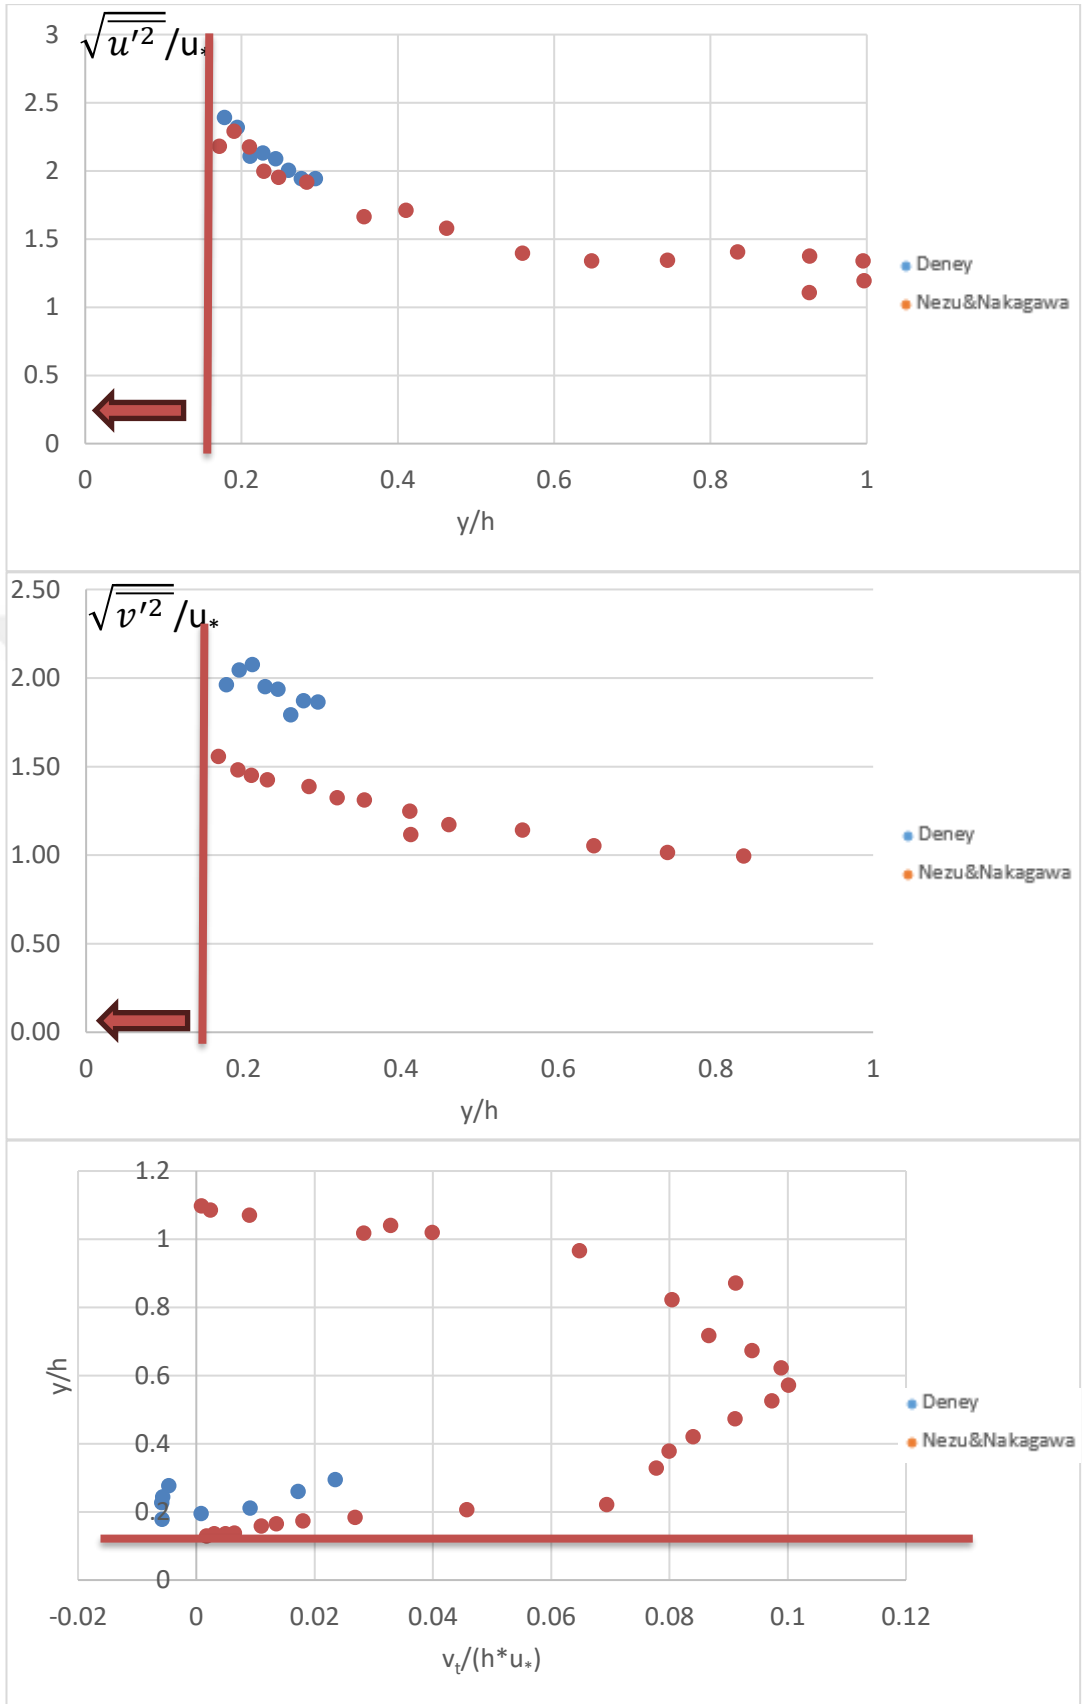 3
√u′² /u*
2.5
2
1.5
1
0.5
0
0 0.2 0.4 0.6 0.8 1
y/h
Deney
Nezu&Nakagawa
2.50
√v′² /u*
2.00
1.50
1.00
0.50
0.00
0 0.2 0.4 0.6 0.8 1
y/h
Deney
Nezu&Nakagawa
1.2
1
0.8
0.6
0.4
0.2
0
y/h
-0.02 0 0.02 0.04 0.06 0.08 0.1 0.12
vₜ/(h*u*)
Deney
Nezu&Nakagawa